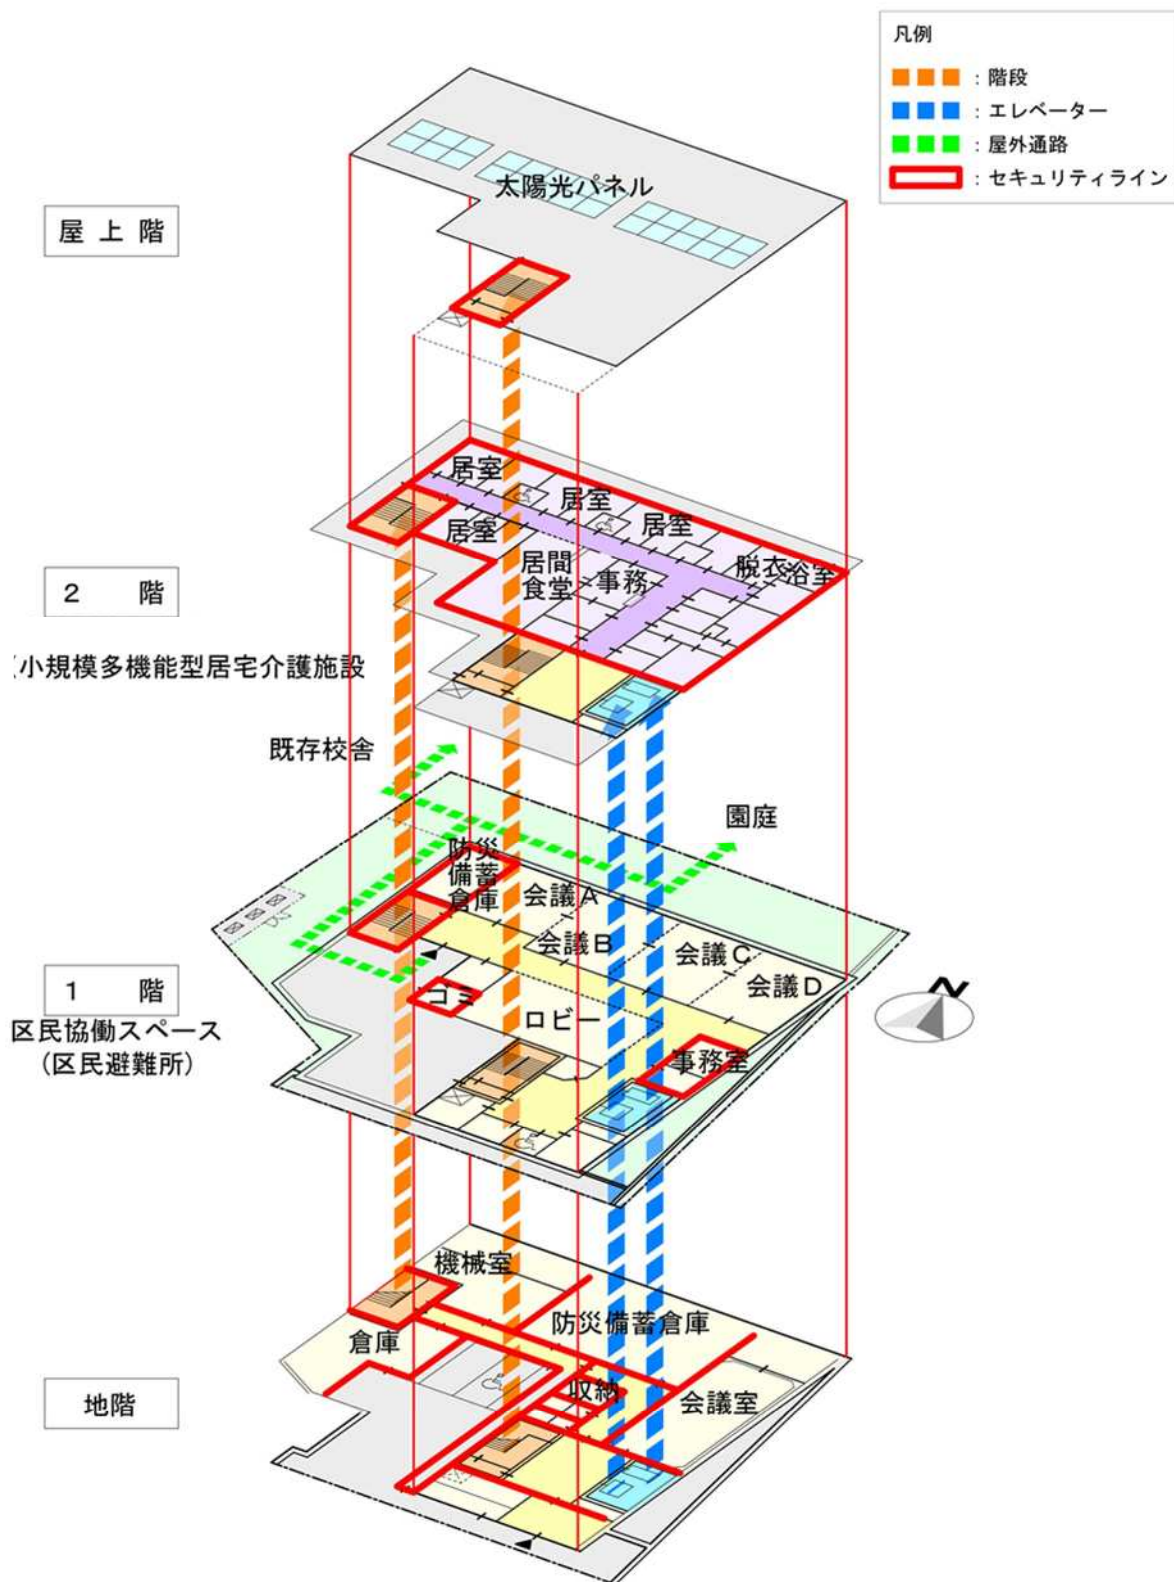 凡例
：階段
：エレベーター
：屋外通路
：セキュリティライン
太陽光パネル
屋上階
居室
居室
居室
居室
居間
食堂
事務
脱衣
浴室
2 階
小規模多機能型居宅介護施設
既存校舎
園庭
防災
備蓄
倉庫
会議A
会議B
会議C
会議D
1 階
ゴミ
ロビー
区民協働スペース
(区民避難所)
事務室
N
機械室
防災備蓄倉庫
倉庫
収納
会議室
地階